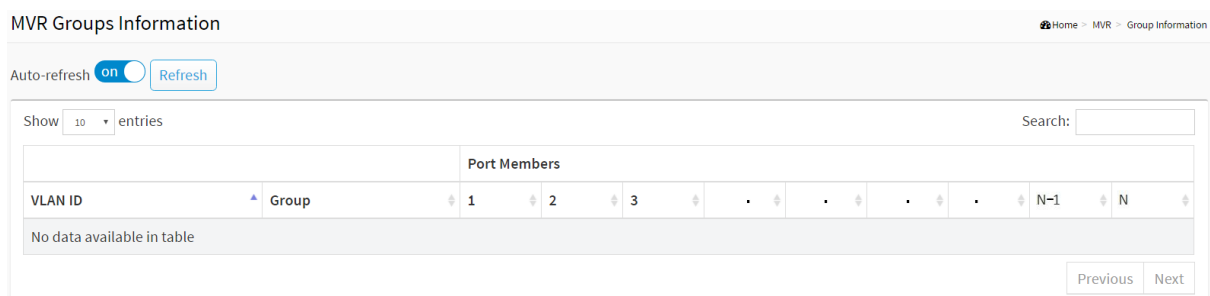 MVR Groups Information
Home > MVR > Group Information
Auto-refresh on Refresh
Show 10 entries
Search:
Port Members
VLAN ID Group 1 2 3 . . . . N-1 N
No data available in table
Previous Next